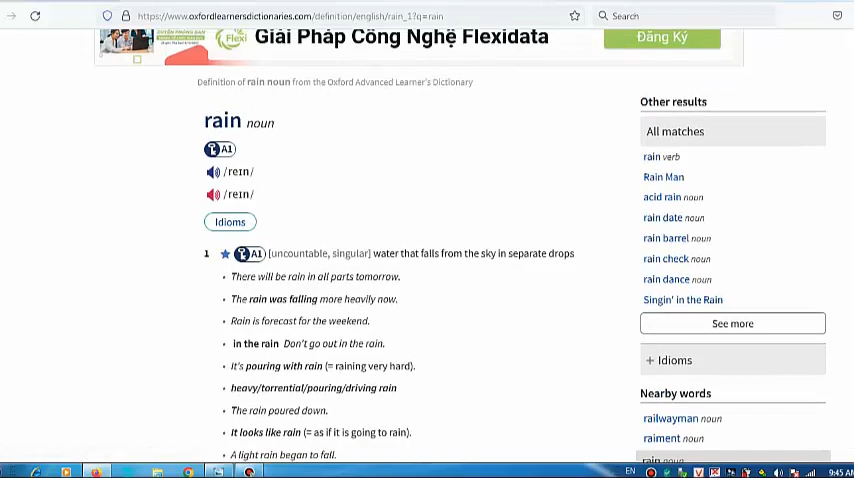 https://www.oxfordlearnersdictionaries.com/definition/english/rain_1?q=rain
Search
Flexi
Giải Pháp Công Nghệ Flexidata
Đăng Ký
Definition of rain noun from the Oxford Advanced Learner's Dictionary
rain noun
A1
/reɪn/
/reɪn/
Idioms
1 A1 [uncountable, singular] water that falls from the sky in separate drops
• There will be rain in all parts tomorrow.
• The rain was falling more heavily now.
• Rain is forecast for the weekend.
• in the rain Don't go out in the rain.
• It's pouring with rain (= raining very hard).
• heavy/torrential/pouring/driving rain
• The rain poured down.
• It looks like rain (= as if it is going to rain).
• A light rain began to fall.
Other results
All matches
rain verb
Rain Man
acid rain noun
rain date noun
rain barrel noun
rain check noun
rain dance noun
Singin' in the Rain
See more
+ Idioms
Nearby words
railwayman noun
raiment noun
rain noun
EN
9:45 AM